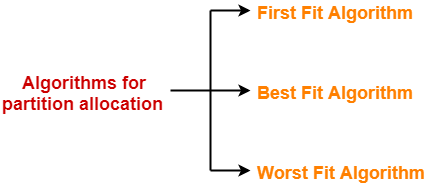 First Fit Algorithm
Algorithms for
partition allocation
Best Fit Algorithm
Worst Fit Algorithm